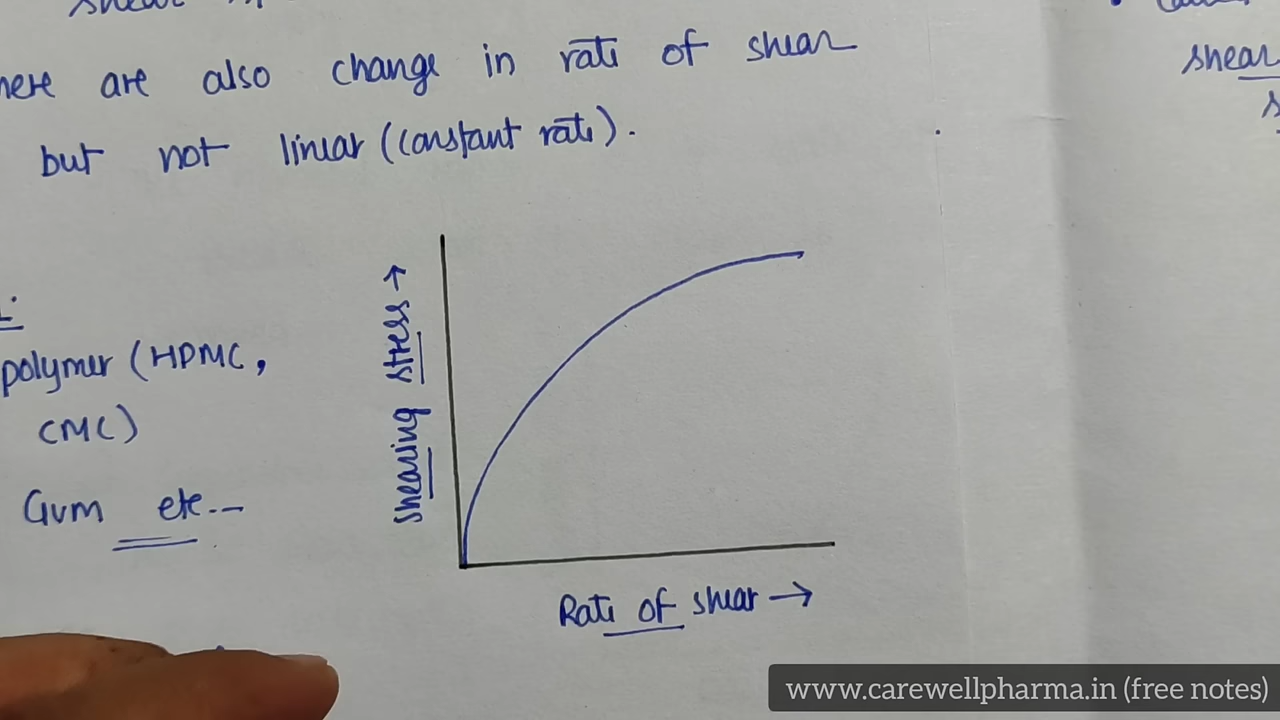 shear
here are also change in rate of shear
but not linear (constant rate).
polymer (HPMC,
CMC)
Gum etc..-
Shearing stress →
Rate of shear →
shear
www.carewellpharma.in (free notes)